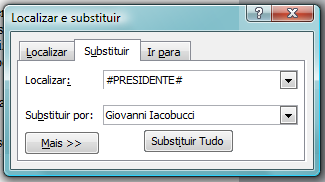 Localizar e substituir
Localizar Substituir Ir para
Localizar: #PRESIDENTE#
Substituir por: Giovanni Iacobucci
Mais >> Substituir Tudo